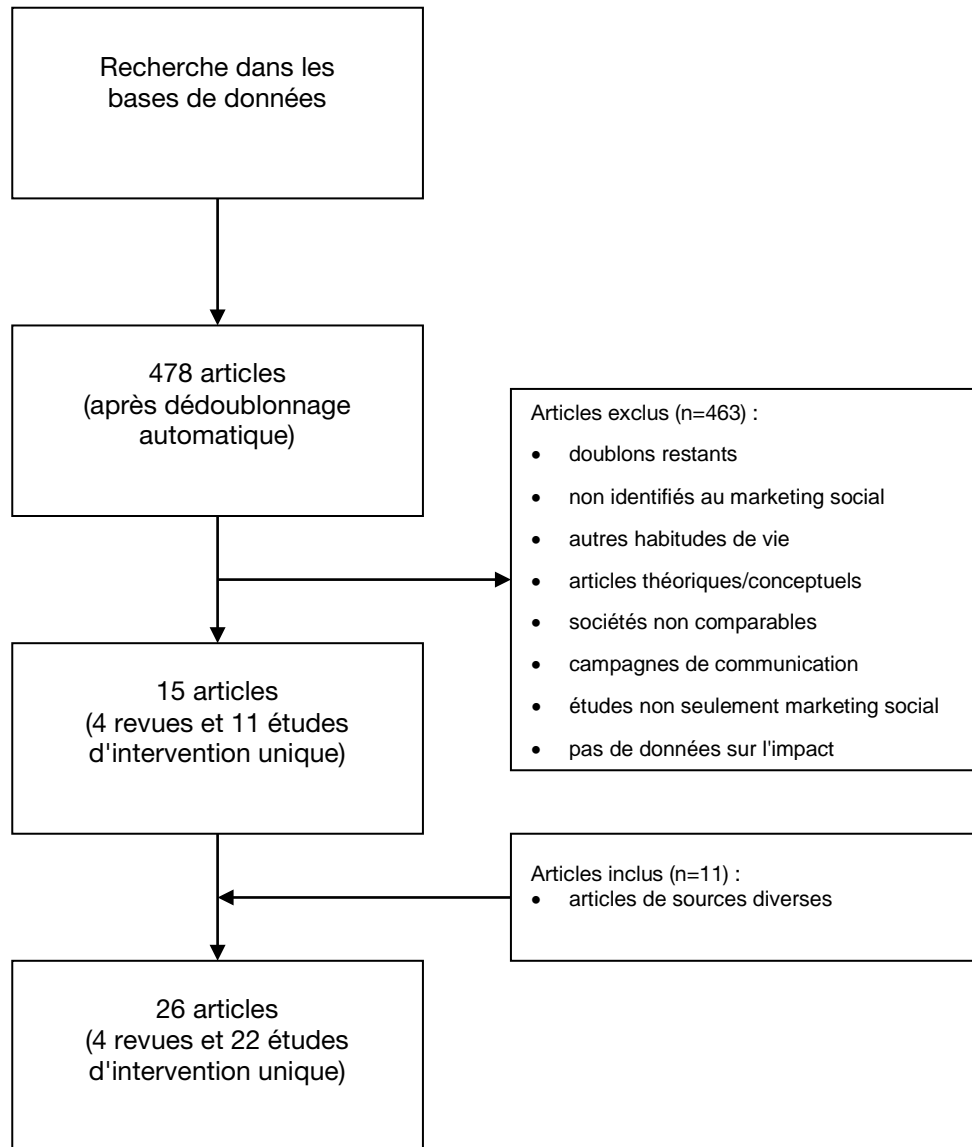 Recherche dans les
bases de données
478 articles
(après dédoublonnage
automatique)
Articles exclus (n=463) :
• doublons restants
• non identifiés au marketing social
• autres habitudes de vie
• articles théoriques/conceptuels
• sociétés non comparables
• campagnes de communication
• études non seulement marketing social
• pas de données sur l'impact
15 articles
(4 revues et 11 études
d'intervention unique)
Articles inclus (n=11) :
• articles de sources diverses
26 articles
(4 revues et 22 études
d'intervention unique)